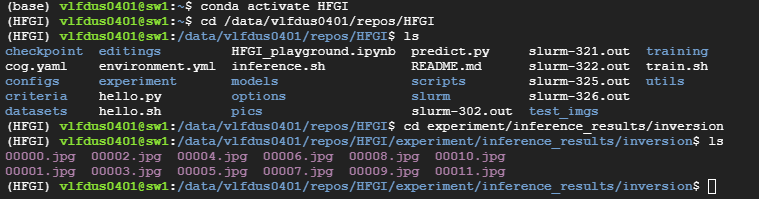 (base) vlfdus0401@sw1:~$ conda activate HFGI
(HFGI) vlfdus0401@sw1:~$ cd /data/vlfdus0401/repos/HFGI
(HFGI) vlfdus0401@sw1:/data/vlfdus0401/repos/HFGI$ ls
checkpoint  editings         HFGI_playground.ipynb  predict.py     slurm-321.out  training
cog.yaml    environment.yml  inference.sh           README.md      slurm-322.out  train.sh
configs     experiment       models                 scripts        slurm-325.out  utils
criteria    hello.py         options                slurm          slurm-326.out
datasets    hello.sh         pics                   slurm-302.out  test_imgs
(HFGI) vlfdus0401@sw1:/data/vlfdus0401/repos/HFGI$ cd experiment/inference_results/inversion
(HFGI) vlfdus0401@sw1:/data/vlfdus0401/repos/HFGI/experiment/inference_results/inversion$ ls
00000.jpg  00002.jpg  00004.jpg  00006.jpg  00008.jpg  00010.jpg
00001.jpg  00003.jpg  00005.jpg  00007.jpg  00009.jpg  00011.jpg
(HFGI) vlfdus0401@sw1:/data/vlfdus0401/repos/HFGI/experiment/inference_results/inversion$